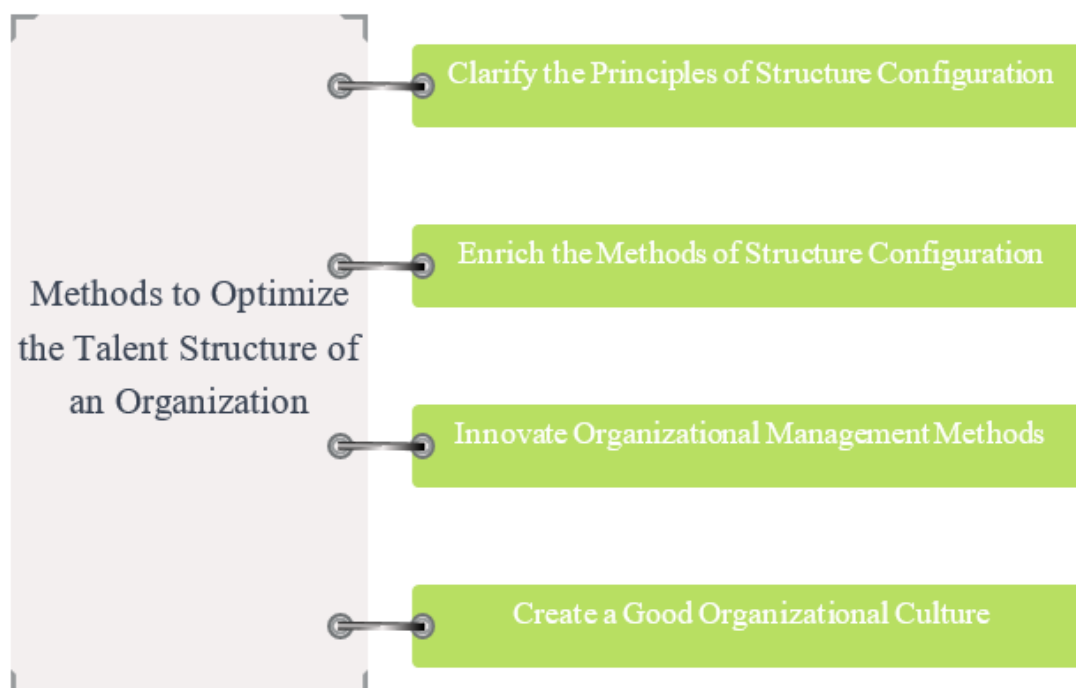 Methods to Optimize
the Talent Structure of
an Organization
Clarify the Principles of Structure Configuration
Enrich the Methods of Structure Configuration
Innovate Organizational Management Methods
Create a Good Organizational Culture